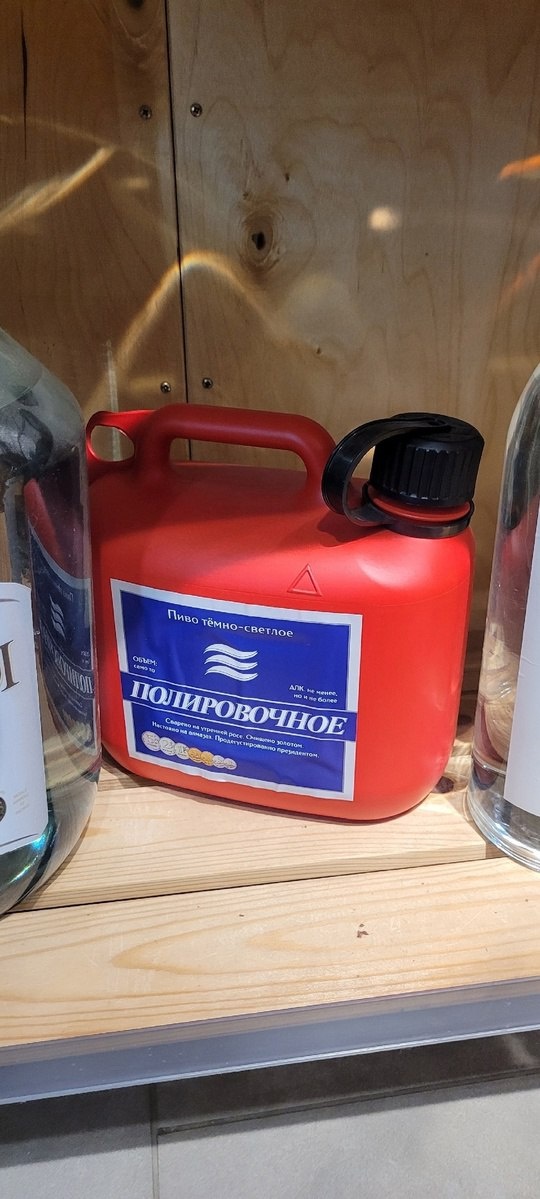 Пиво тёмно-светлое
ОБЪЕМ:
само то
АЛК. не менее,
но и не более
ПОЛИРОВОЧНОЕ
Сварено на утренней росе. Очищено золотом.
Настояно на алмазах. Продегустировано президентом.